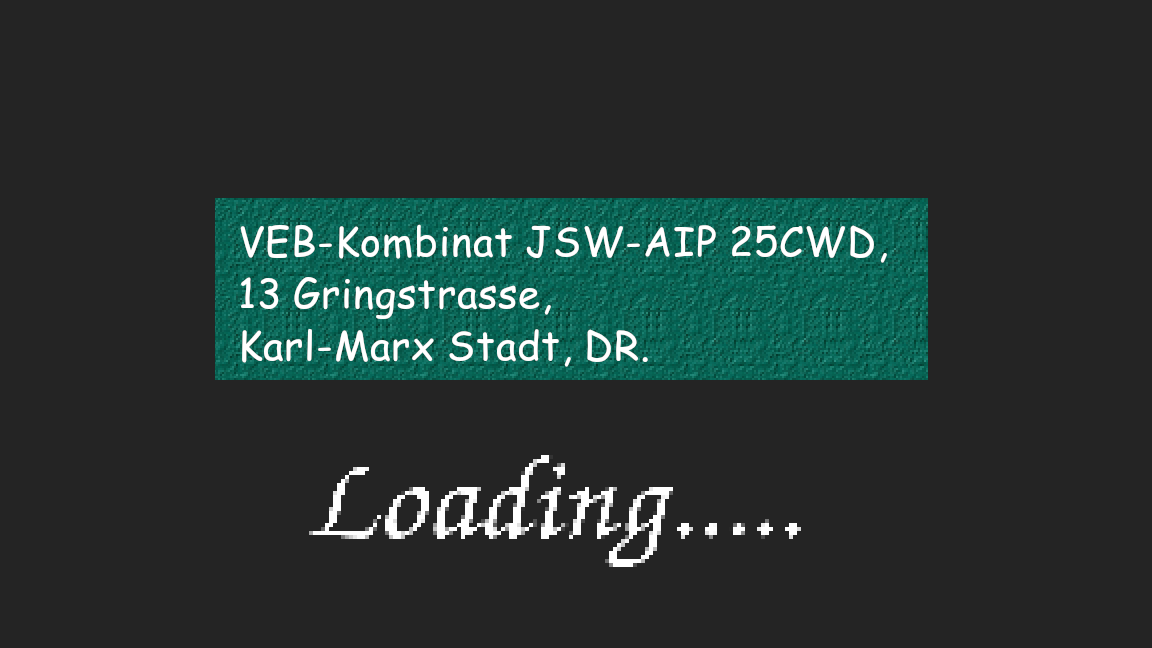 VEB-Kombinat JSW-AIP 25CWD,
13 Gringstrasse,
Karl-Marx Stadt, DR.
Loading.....